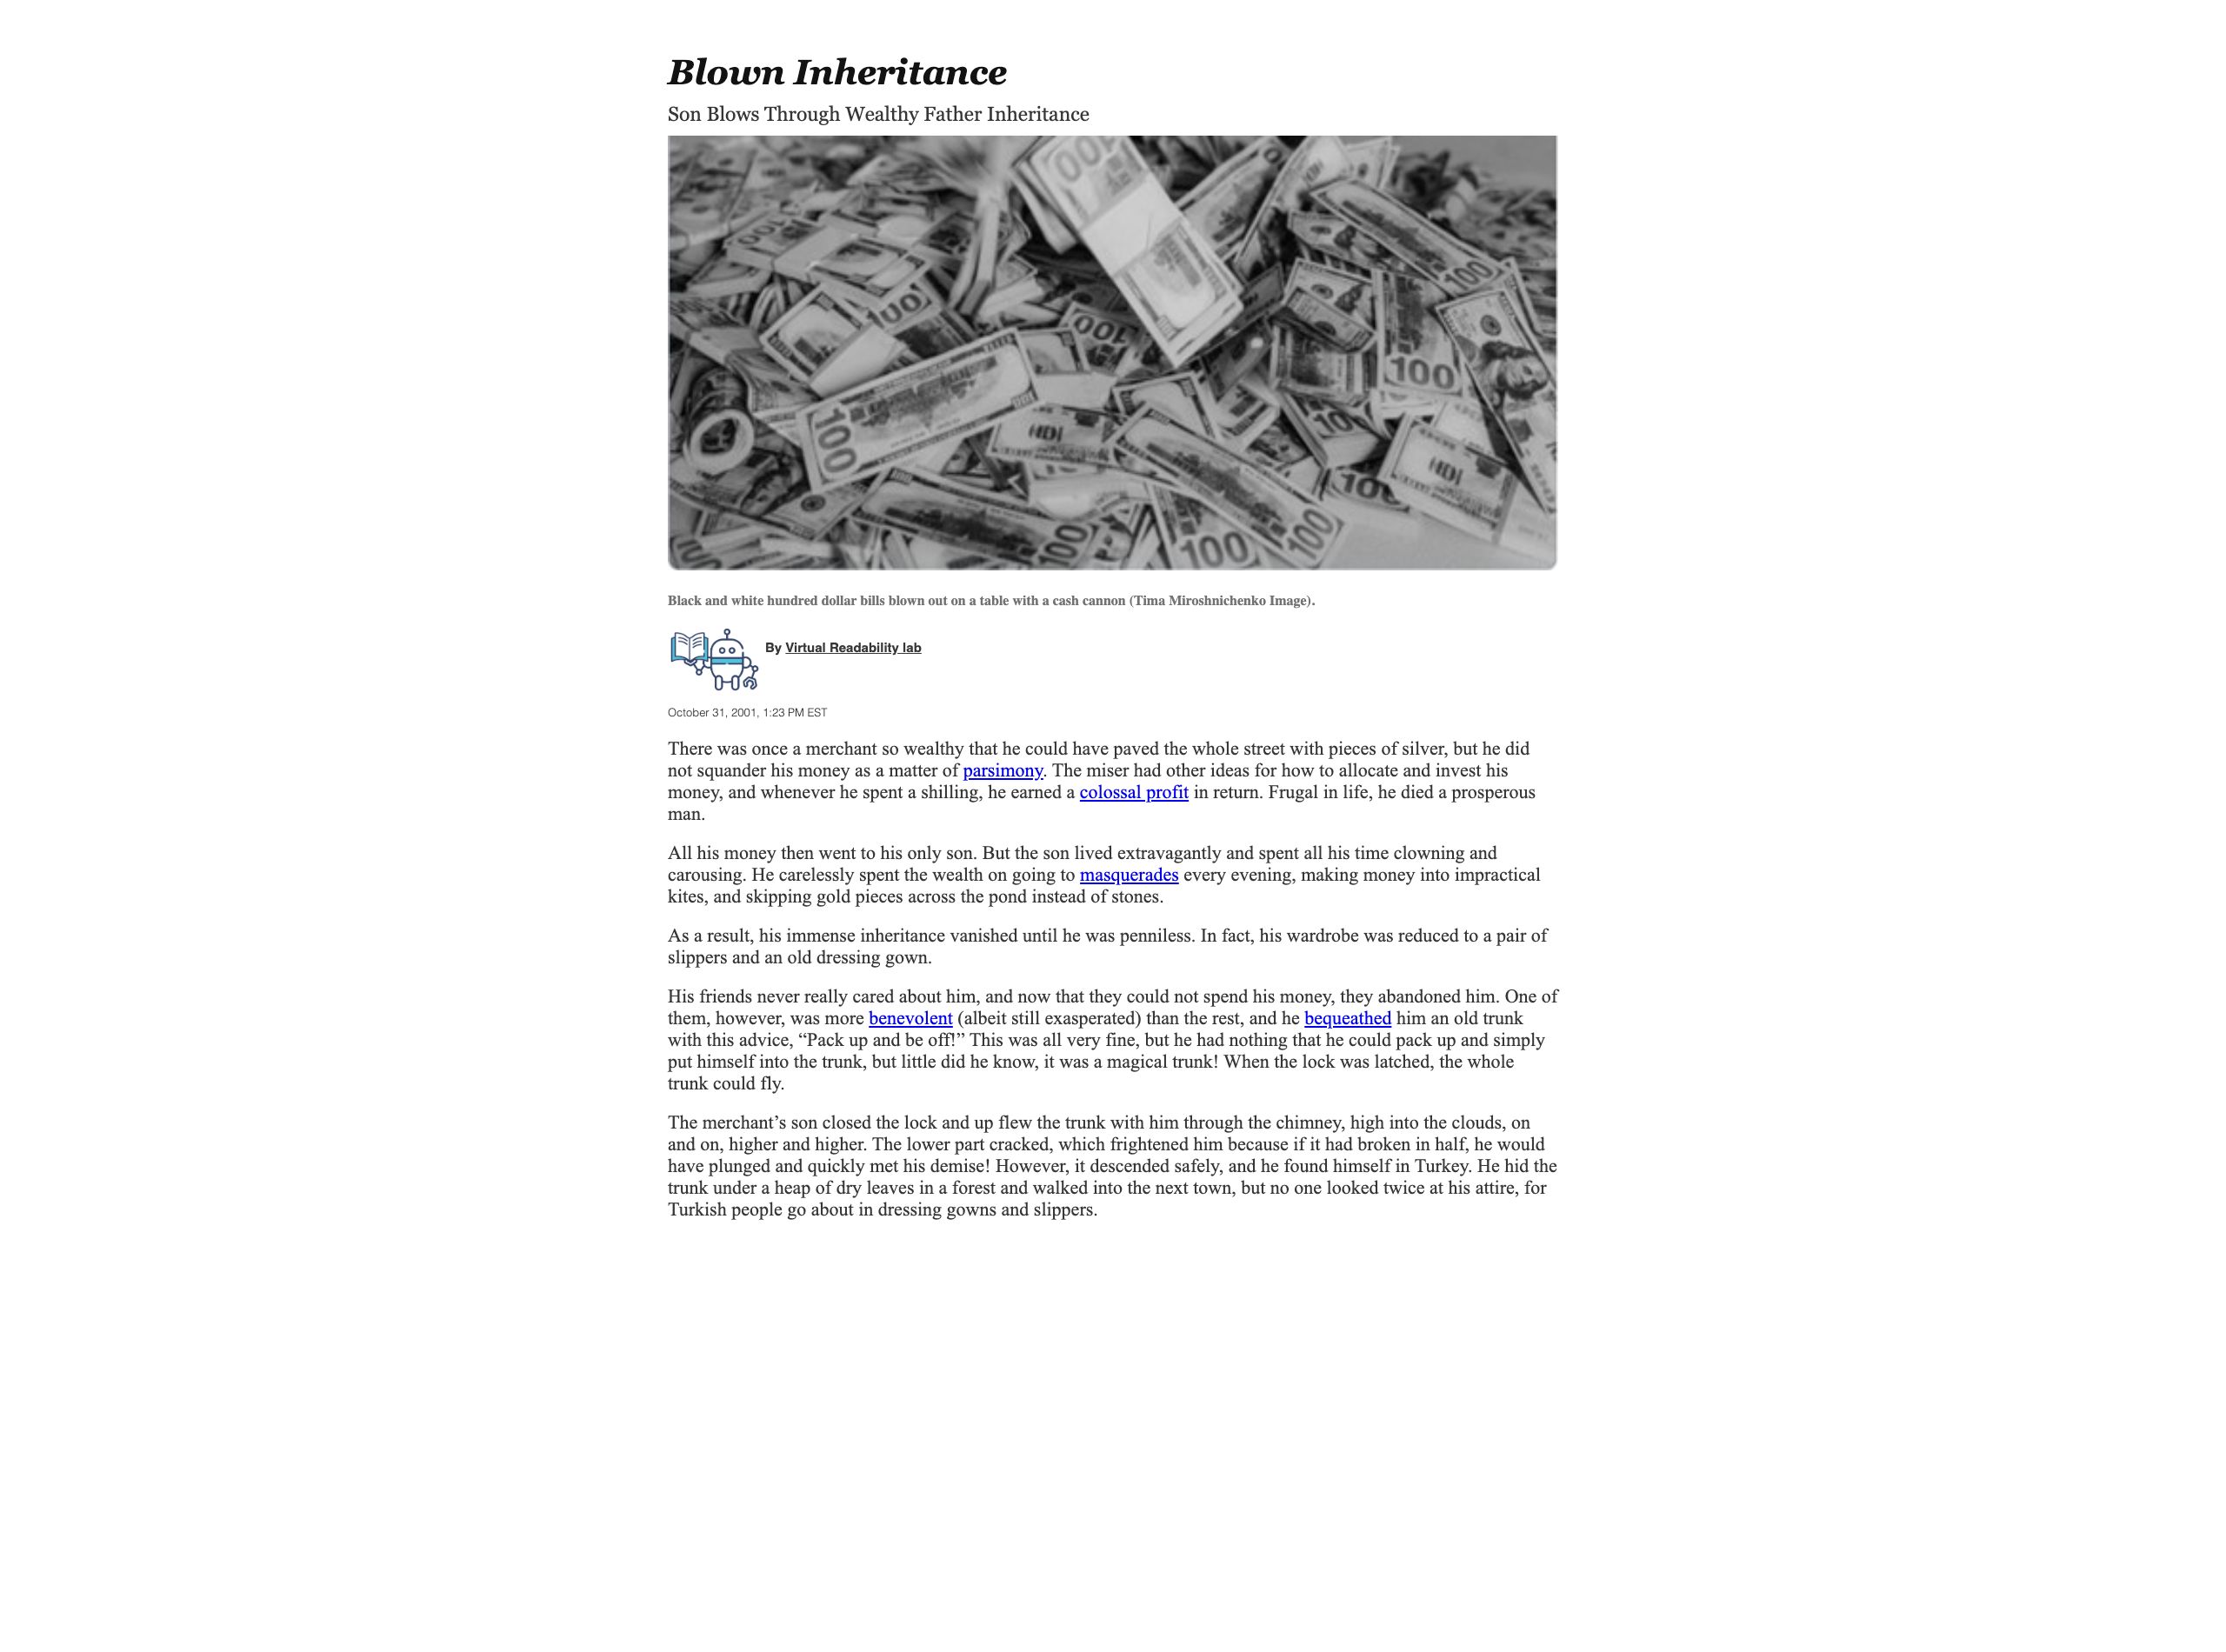 Blown Inheritance
Son Blows Through Wealthy Father Inheritance
100
100
100
100
100
100
100
100
100
100
100
Black and white hundred dollar bills blown out on a table with a cash cannon (Tima Miroshnichenko Image).
By Virtual Readability lab
October 31, 2001, 1:23 PM EST
There was once a merchant so wealthy that he could have paved the whole street with pieces of silver, but he did
not squander his money as a matter of parsimony. The miser had other ideas for how to allocate and invest his
money, and whenever he spent a shilling, he earned a colossal profit in return. Frugal in life, he died a prosperous
man.
All his money then went to his only son. But the son lived extravagantly and spent all his time clowning and
carousing. He carelessly spent the wealth on going to masquerades every evening, making money into impractical
kites, and skipping gold pieces across the pond instead of stones.
As a result, his immense inheritance vanished until he was penniless. In fact, his wardrobe was reduced to a pair of
slippers and an old dressing gown.
His friends never really cared about him, and now that they could not spend his money, they abandoned him. One of
them, however, was more benevolent (albeit still exasperated) than the rest, and he bequeathed him an old trunk
with this advice, “Pack up and be off!” This was all very fine, but he had nothing that he could pack up and simply
put himself into the trunk, but little did he know, it was a magical trunk! When the lock was latched, the whole
trunk could fly.
The merchant’s son closed the lock and up flew the trunk with him through the chimney, high into the clouds, on
and on, higher and higher. The lower part cracked, which frightened him because if it had broken in half, he would
have plunged and quickly met his demise! However, it descended safely, and he found himself in Turkey. He hid the
trunk under a heap of dry leaves in a forest and walked into the next town, but no one looked twice at his attire, for
Turkish people go about in dressing gowns and slippers.